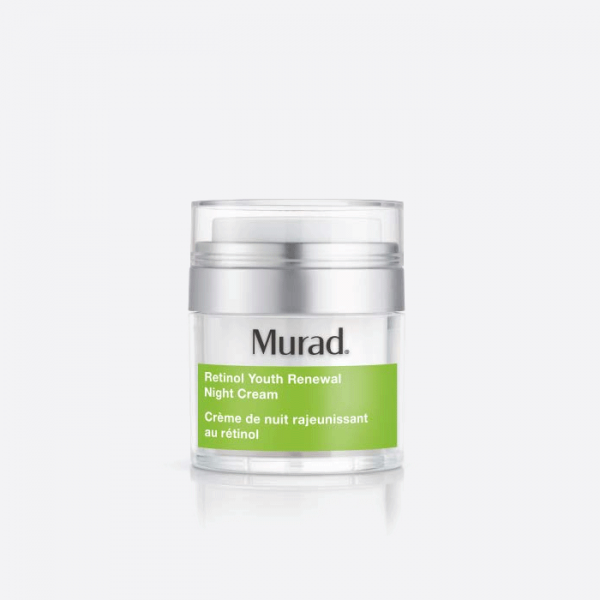 Murad.
Retinol Youth Renewal
Night Cream
Crème de nuit rajeunissant
au rétinol